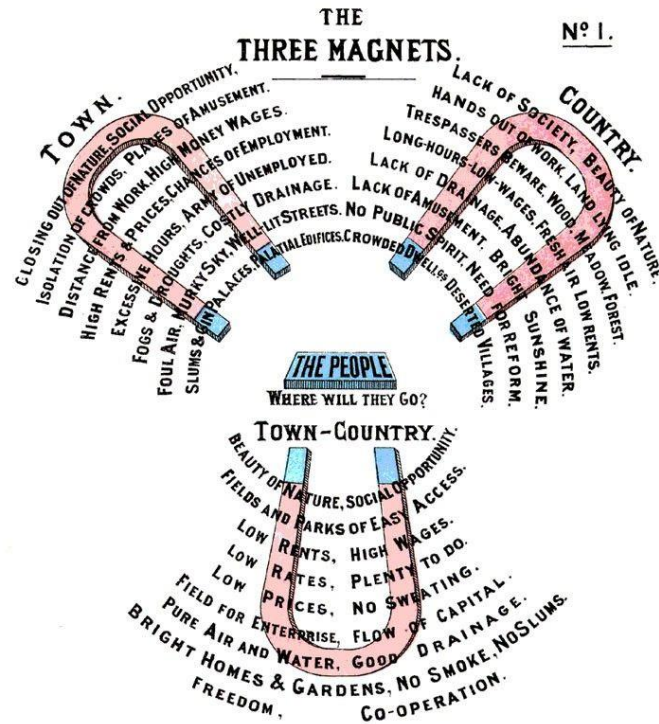 THE
THREE MAGNETS.
Nº 1.
TOWN.
CLOSING OUT OF NATURE. SOCIAL OPPORTUNITY.
ISOLATION OF CROWDS. PLACES OF AMUSEMENT.
DISTANCE FROM WORK. HIGH MONEY WAGES.
HIGH RENTS & PRICES. CHANCES OF EMPLOYMENT.
EXCESSIVE HOURS. ARMY OF UNEMPLOYED.
FOGS & DROUGHTS. COSTLY DRAINAGE.
FOUL AIR. MURKY SKY. WELL-LIT STREETS.
SLUMS & GIN PALACES. PALATIAL EDIFICES.
COUNTRY.
LACK OF SOCIETY. BEAUTY OF NATURE.
HANDS OUT OF WORK. LAND LYING IDLE.
TRESPASSERS BEWARE. WOOD, MEADOW, FOREST.
LONG-HOURS-LOW-WAGES. FRESH AIR LOW RENTS.
LACK OF DRAINAGE. ABUNDANCE OF WATER.
LACK OF AMUSEMENT. BRIGHT SUNSHINE.
NO PUBLIC SPIRIT. NEED FOR REFORM.
CROWDED DWELLGS DESERTED VILLAGES.
THE PEOPLE
WHERE WILL THEY GO?
TOWN-COUNTRY.
BEAUTY OF NATURE, SOCIAL OPPORTUNITY.
FIELDS AND PARKS OF EASY ACCESS.
LOW RENTS, HIGH WAGES.
LOW RATES, PLENTY TO DO.
LOW PRICES, NO SWEATING.
FIELD FOR ENTERPRISE, FLOW OF CAPITAL.
PURE AIR AND WATER, GOOD DRAINAGE.
BRIGHT HOMES & GARDENS, NO SMOKE, NO SLUMS.
FREEDOM, CO-OPERATION.